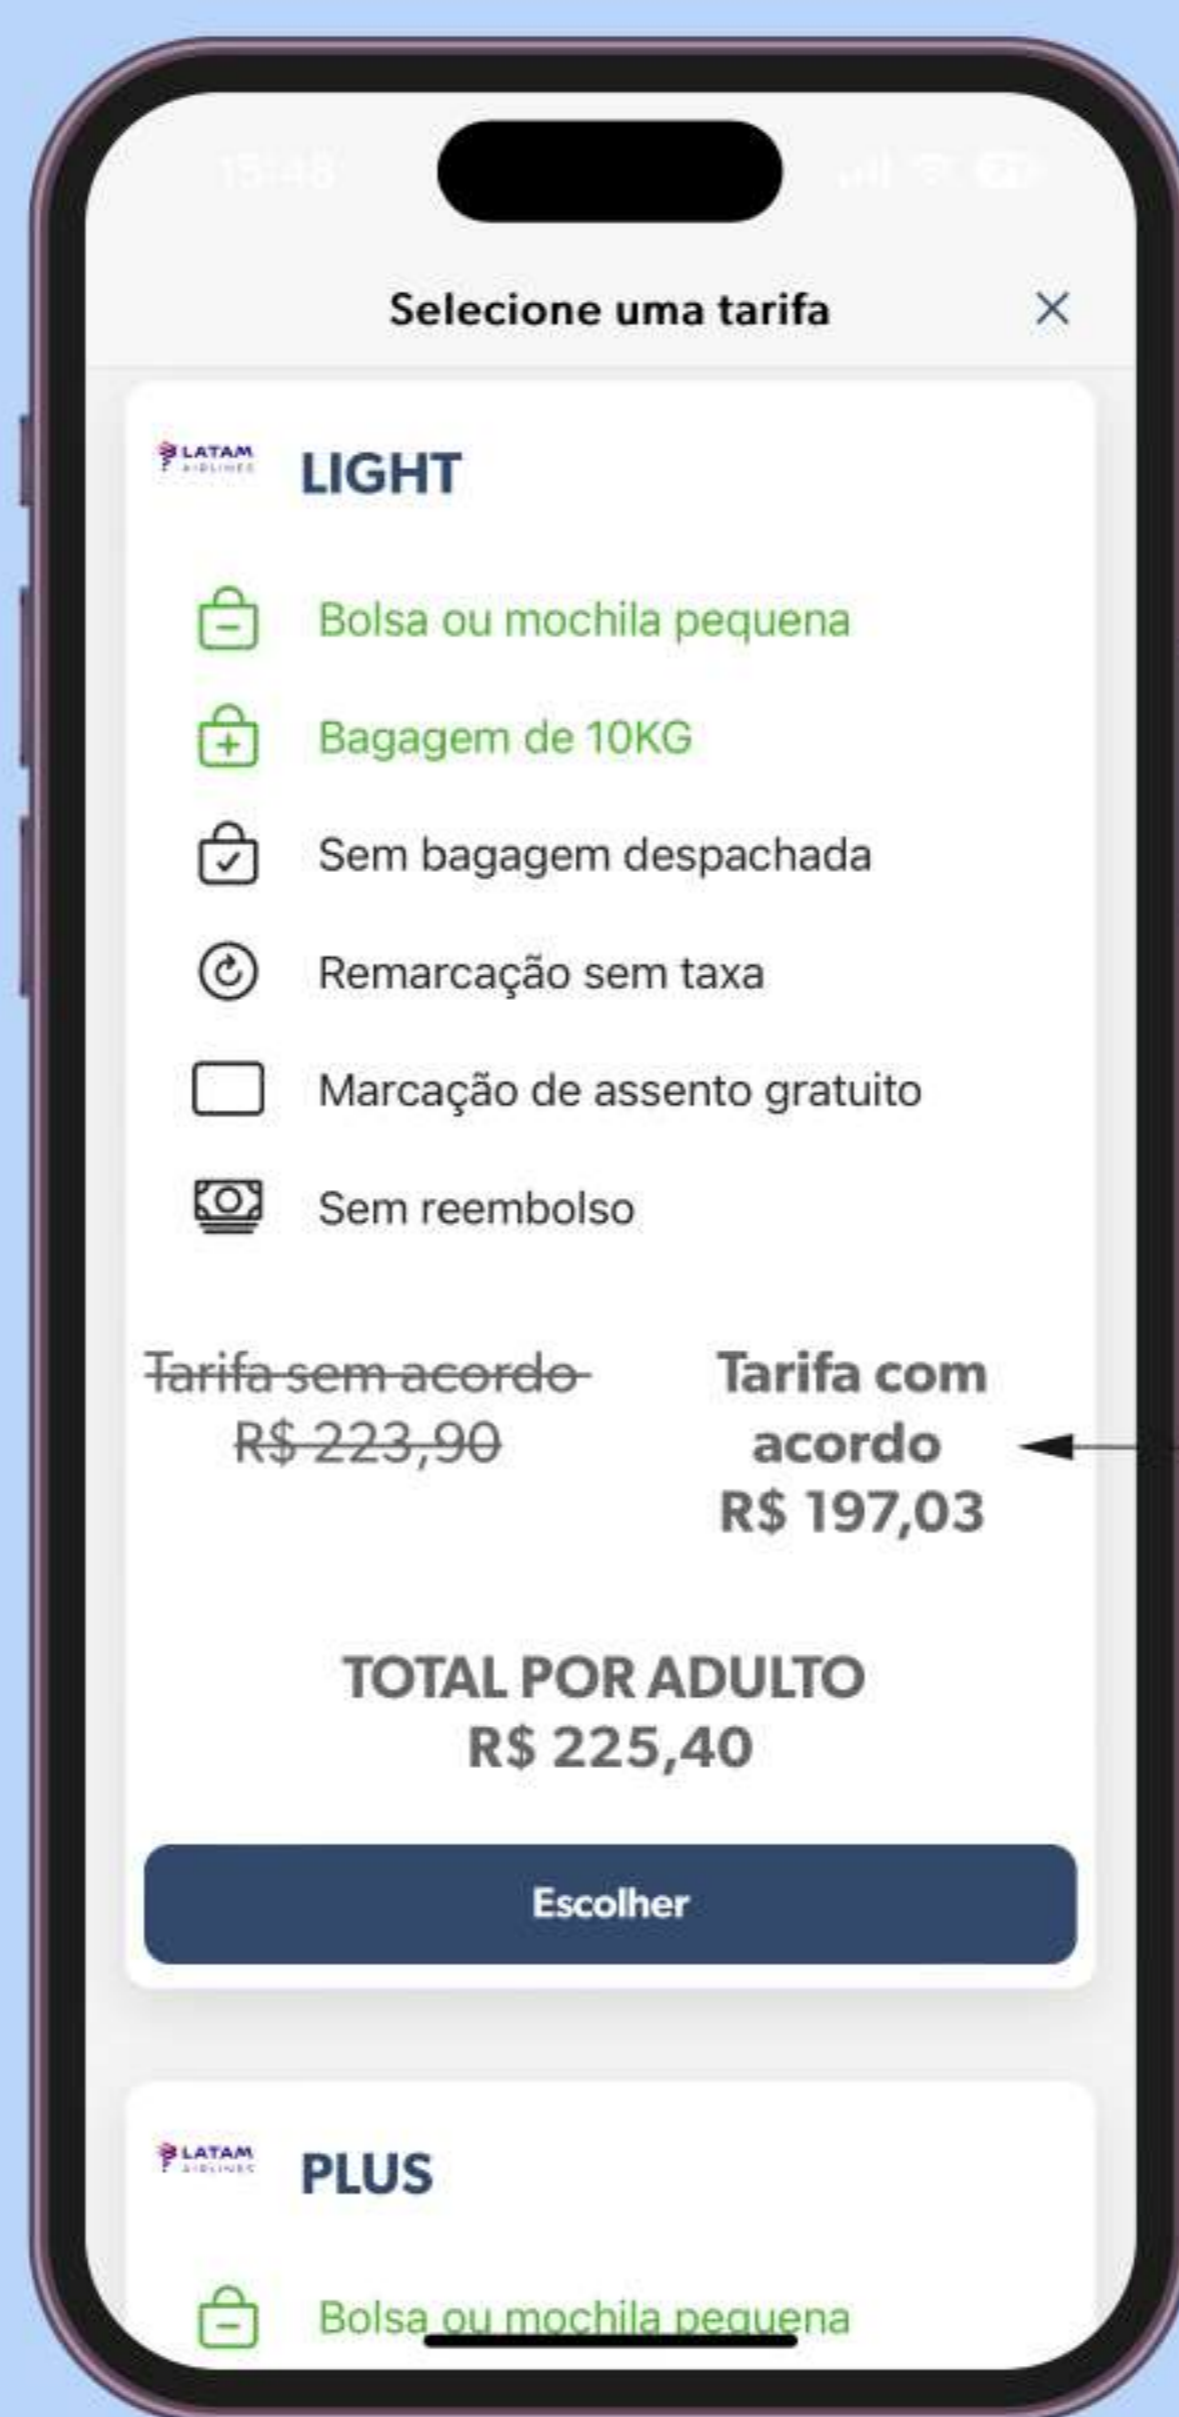 15:48
Selecione uma tarifa
LATAM
AIRLINES
LIGHT
Bolsa ou mochila pequena
Bagagem de 10KG
Sem bagagem despachada
Remarcação sem taxa
Marcação de assento gratuito
Sem reembolso
Tarifa sem acordo
R$ 223,90
Tarifa com
acordo
R$ 197,03
TOTAL POR ADULTO
R$ 225,40
Escolher
LATAM
AIRLINES
PLUS
Bolsa ou mochila pequena